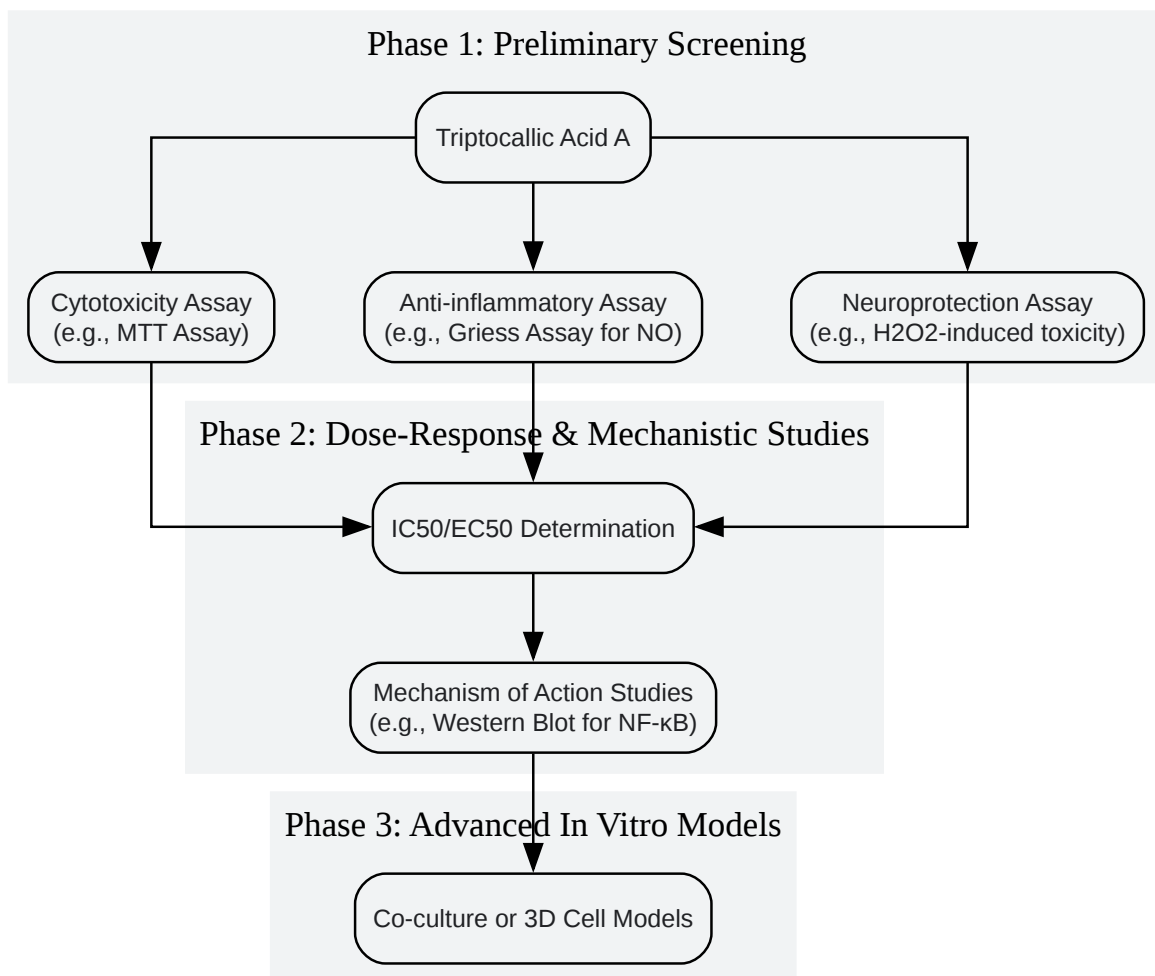 Phase 1: Preliminary Screening
Triptocallic Acid A
Cytotoxicity Assay
(e.g., MTT Assay)
Anti-inflammatory Assay
(e.g., Griess Assay for NO)
Neuroprotection Assay
(e.g., H2O2-induced toxicity)
Phase 2: Dose-Response & Mechanistic Studies
IC50/EC50 Determination
Mechanism of Action Studies
(e.g., Western Blot for NF-κB)
Phase 3: Advanced In Vitro Models
Co-culture or 3D Cell Models